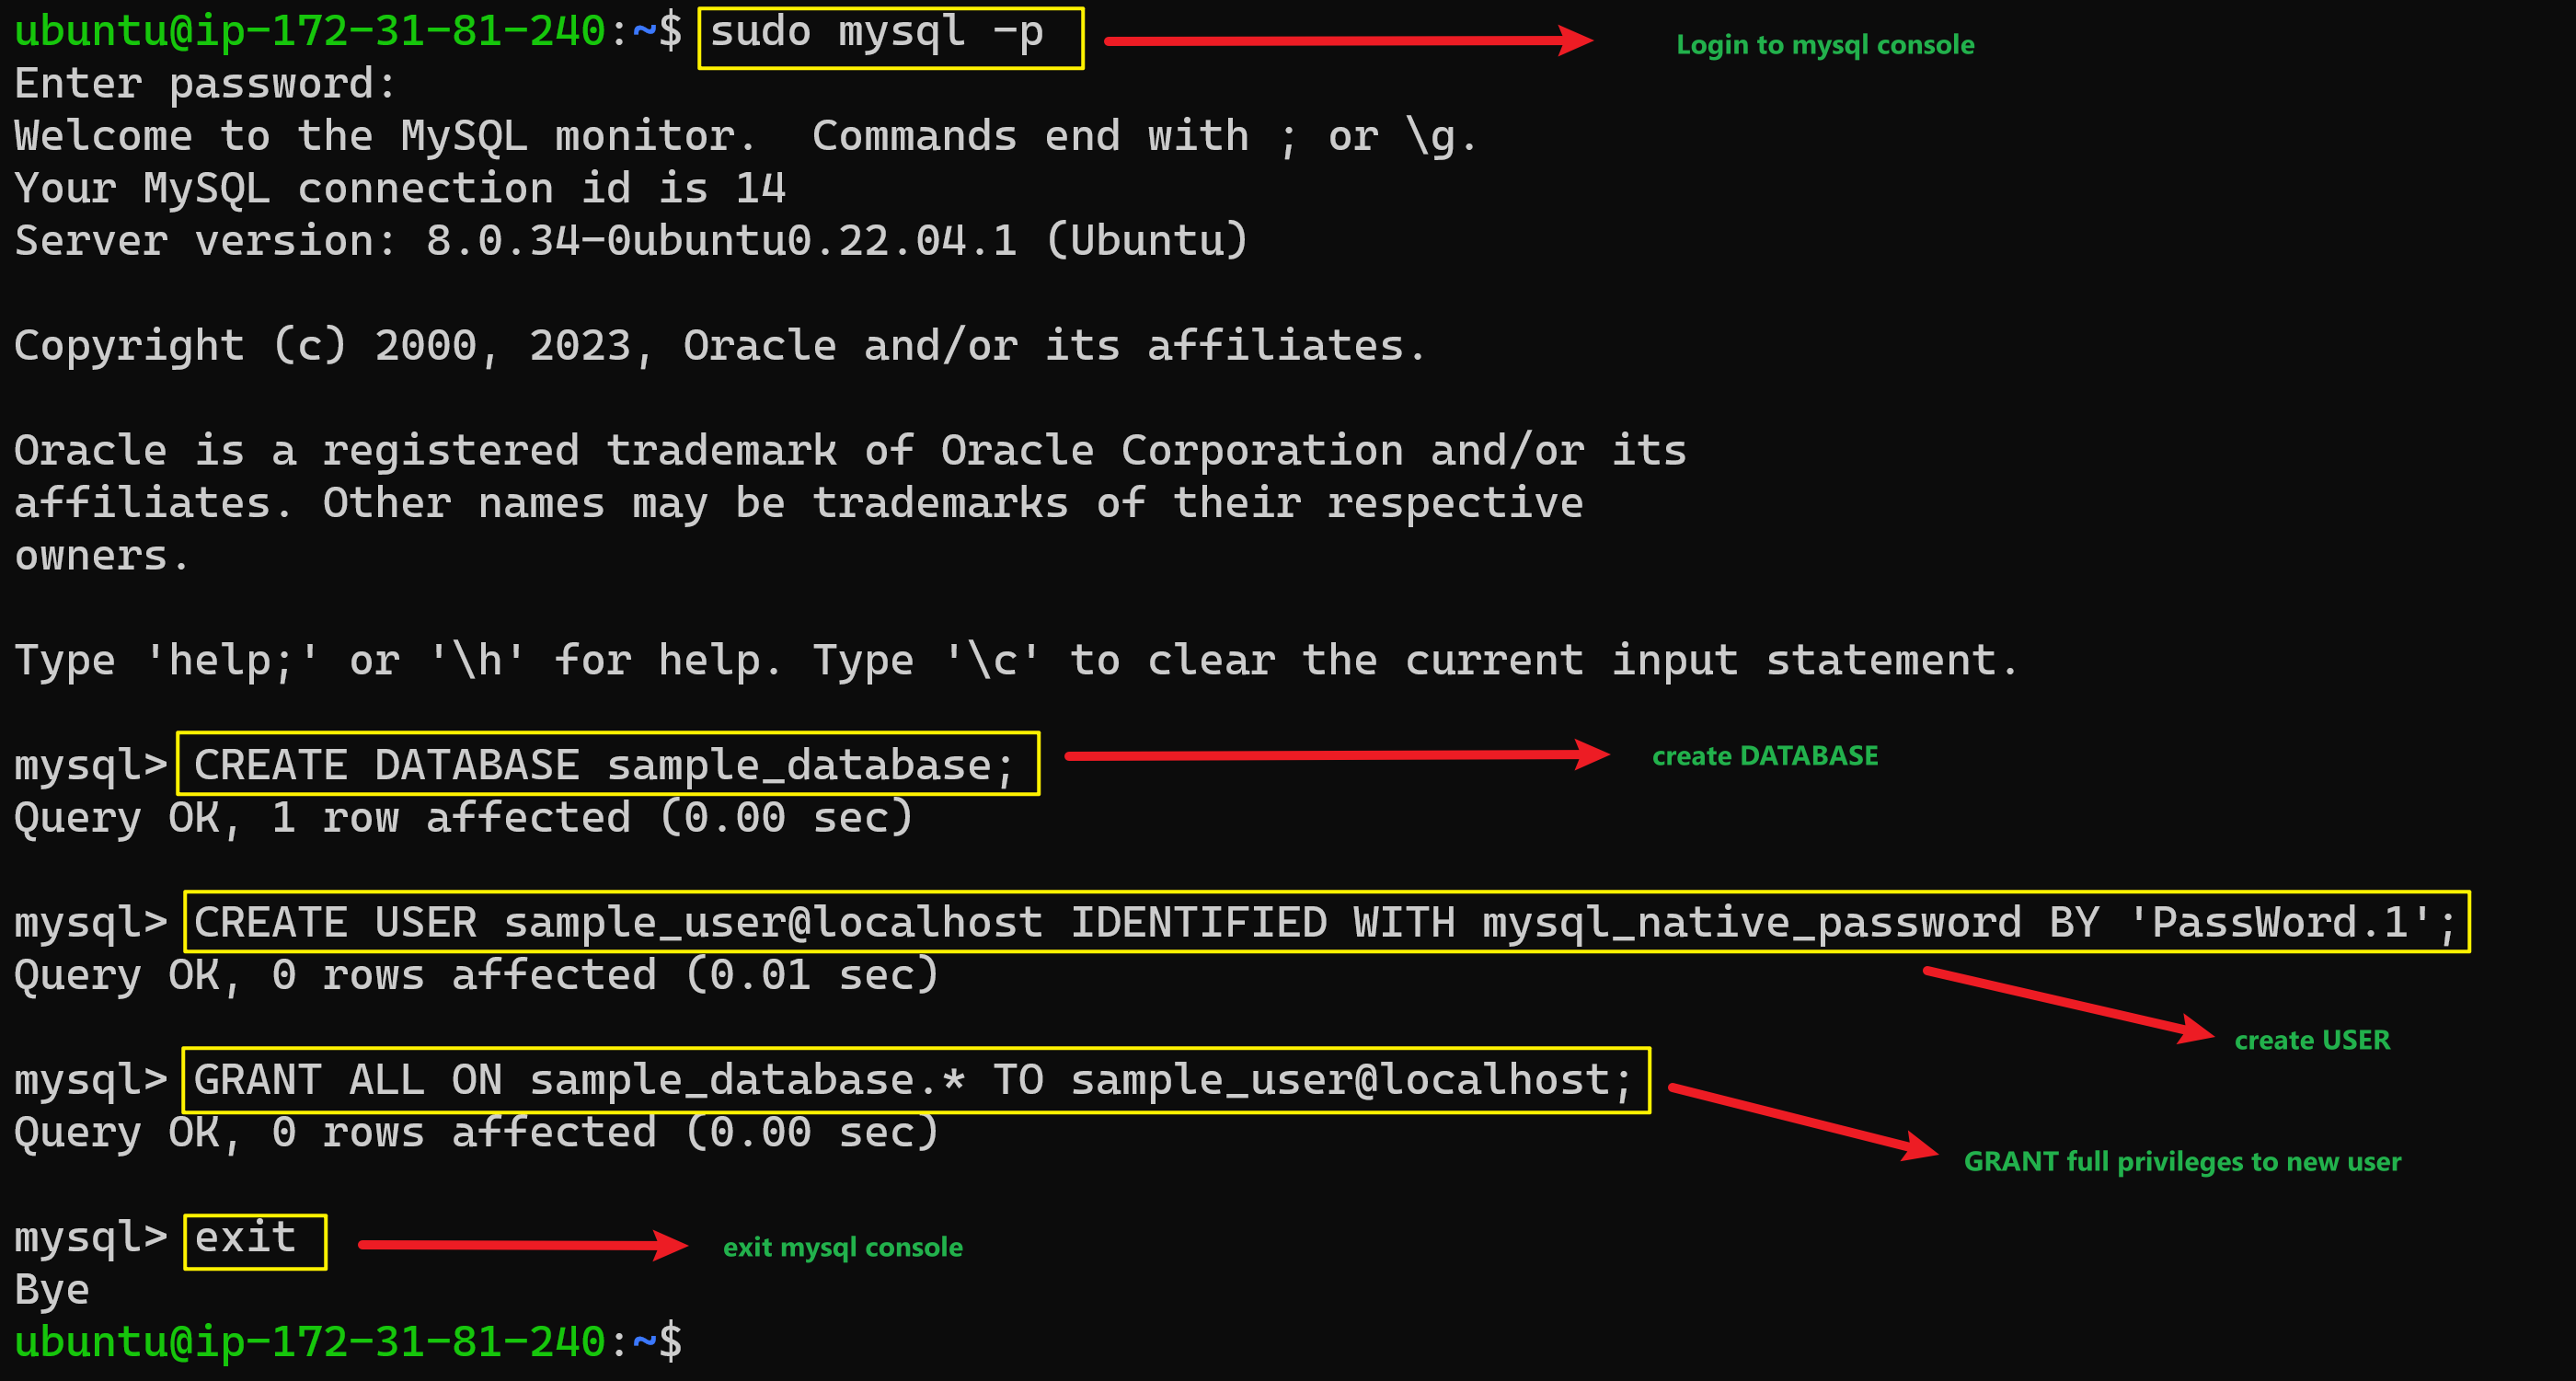 ubuntu@ip-172-31-81-240:~$ sudo mysql -p Login to mysql console
Enter password:
Welcome to the MySQL monitor.  Commands end with ; or \g.
Your MySQL connection id is 14
Server version: 8.0.34-0ubuntu0.22.04.1 (Ubuntu)
Copyright (c) 2000, 2023, Oracle and/or its affiliates.
Oracle is a registered trademark of Oracle Corporation and/or its
affiliates. Other names may be trademarks of their respective
owners.
Type 'help;' or '\h' for help. Type '\c' to clear the current input statement.
mysql> CREATE DATABASE sample_database; create DATABASE
Query OK, 1 row affected (0.00 sec)
mysql> CREATE USER sample_user@localhost IDENTIFIED WITH mysql_native_password BY 'PassWord.1';
Query OK, 0 rows affected (0.01 sec)
create USER
mysql> GRANT ALL ON sample_database.* TO sample_user@localhost;
Query OK, 0 rows affected (0.00 sec)
GRANT full privileges to new user
mysql> exit exit mysql console
Bye
ubuntu@ip-172-31-81-240:~$